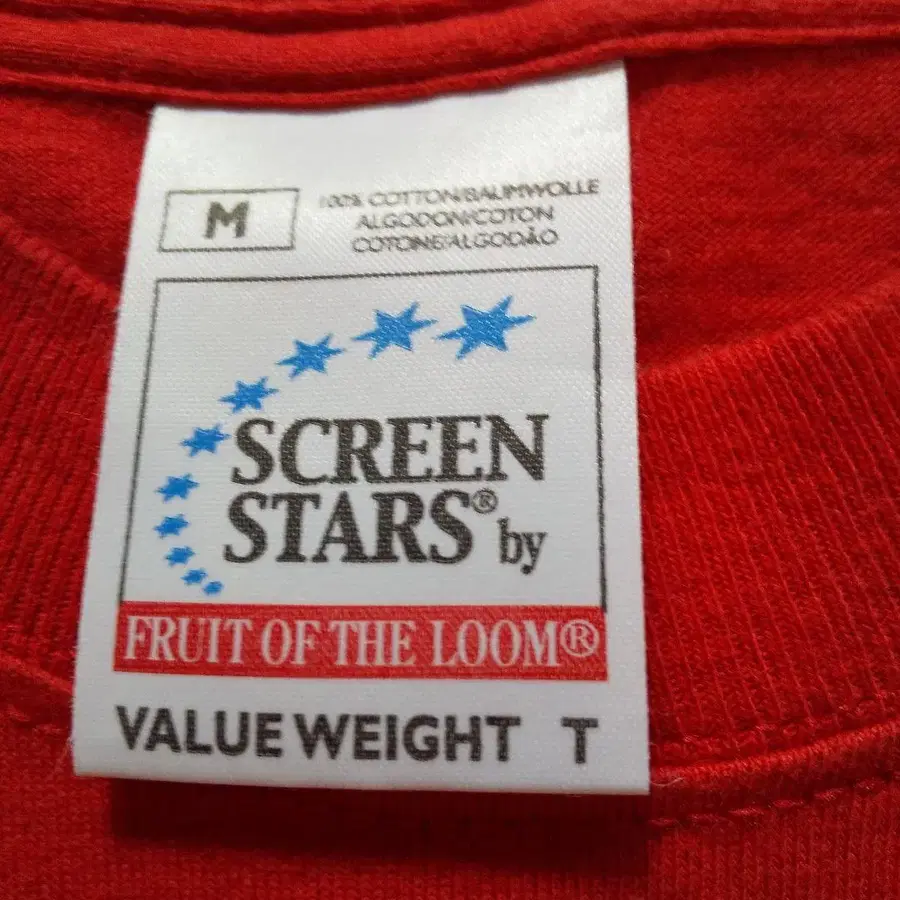 M
100% COTTON/BAUMWOLLE
ALGODON/COTON
COTONE/ALGODÃO
SCREEN
STARS® by
FRUIT OF THE LOOM®
VALUE WEIGHT T